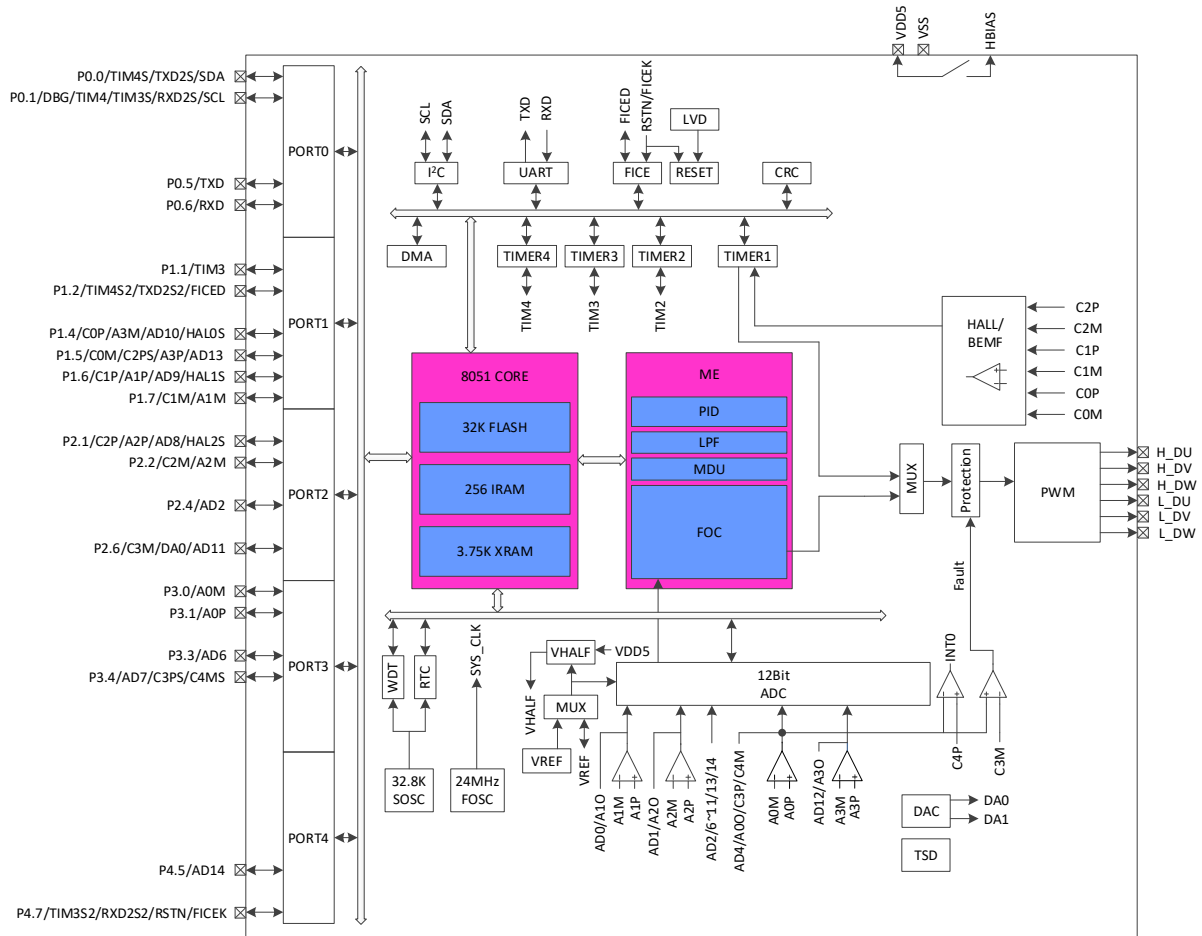 VDD5
VSS
HBIAS
P0.0/TIM4S/TXD2S/SDA
P0.1/DBG/TIM4/TIM3S/RXD2S/SCL
P0.5/TXD
P0.6/RXD
P1.1/TIM3
P1.2/TIM4S2/TXD2S2/FICED
P1.4/C0P/A3M/AD10/HAL0S
P1.5/C0M/C2PS/A3P/AD13
P1.6/C1P/A1P/AD9/HAL1S
P1.7/C1M/A1M
P2.1/C2P/A2P/AD8/HAL2S
P2.2/C2M/A2M
P2.4/AD2
P2.6/C3M/DA0/AD11
P3.0/A0M
P3.1/A0P
P3.3/AD6
P3.4/AD7/C3PS/C4MS
P4.5/AD14
P4.7/TIM3S2/RXD2S2/RSTN/FICEK
PORT0
PORT1
PORT2
PORT3
PORT4
SCL
SDA
TXD
RXD
FICED
RSTN/FICEK
LVD
I²C
UART
FICE
RESET
CRC
DMA
TIMER4
TIMER3
TIMER2
TIMER1
TIM4
TIM3
TIM2
8051 CORE
32K FLASH
256 IRAM
3.75K XRAM
ME
PID
LPF
MDU
FOC
HALL/
BEMF
C2P
C2M
C1P
C1M
C0P
C0M
MUX
Protection
PWM
H_DU
H_DV
H_DW
L_DU
L_DV
L_DW
Fault
WDT
RTC
SYS_CLK
32.8K
SOSC
24MHz
FOSC
VHALF
VDD5
VHALF
MUX
VREF
VREF
12Bit
ADC
INT0
C4P
C3M
AD0/A1O
A1M
A1P
AD1/A2O
A2M
A2P
AD2/6~11/13/14
AD4/A0O/C3P/C4M
A0M
A0P
AD12/A3O
A3M
A3P
DAC
DA0
DA1
TSD